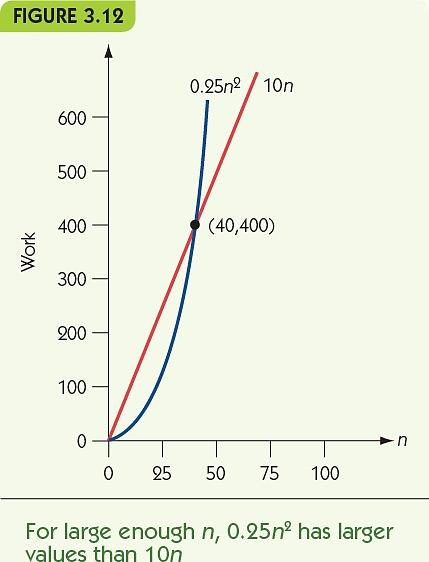 FIGURE 3.12
0.25n² 10n
600
500
400
(40,400)
Work
300
200
100
0
n
0 25 50 75 100
For large enough n, 0.25n² has larger
values than 10n